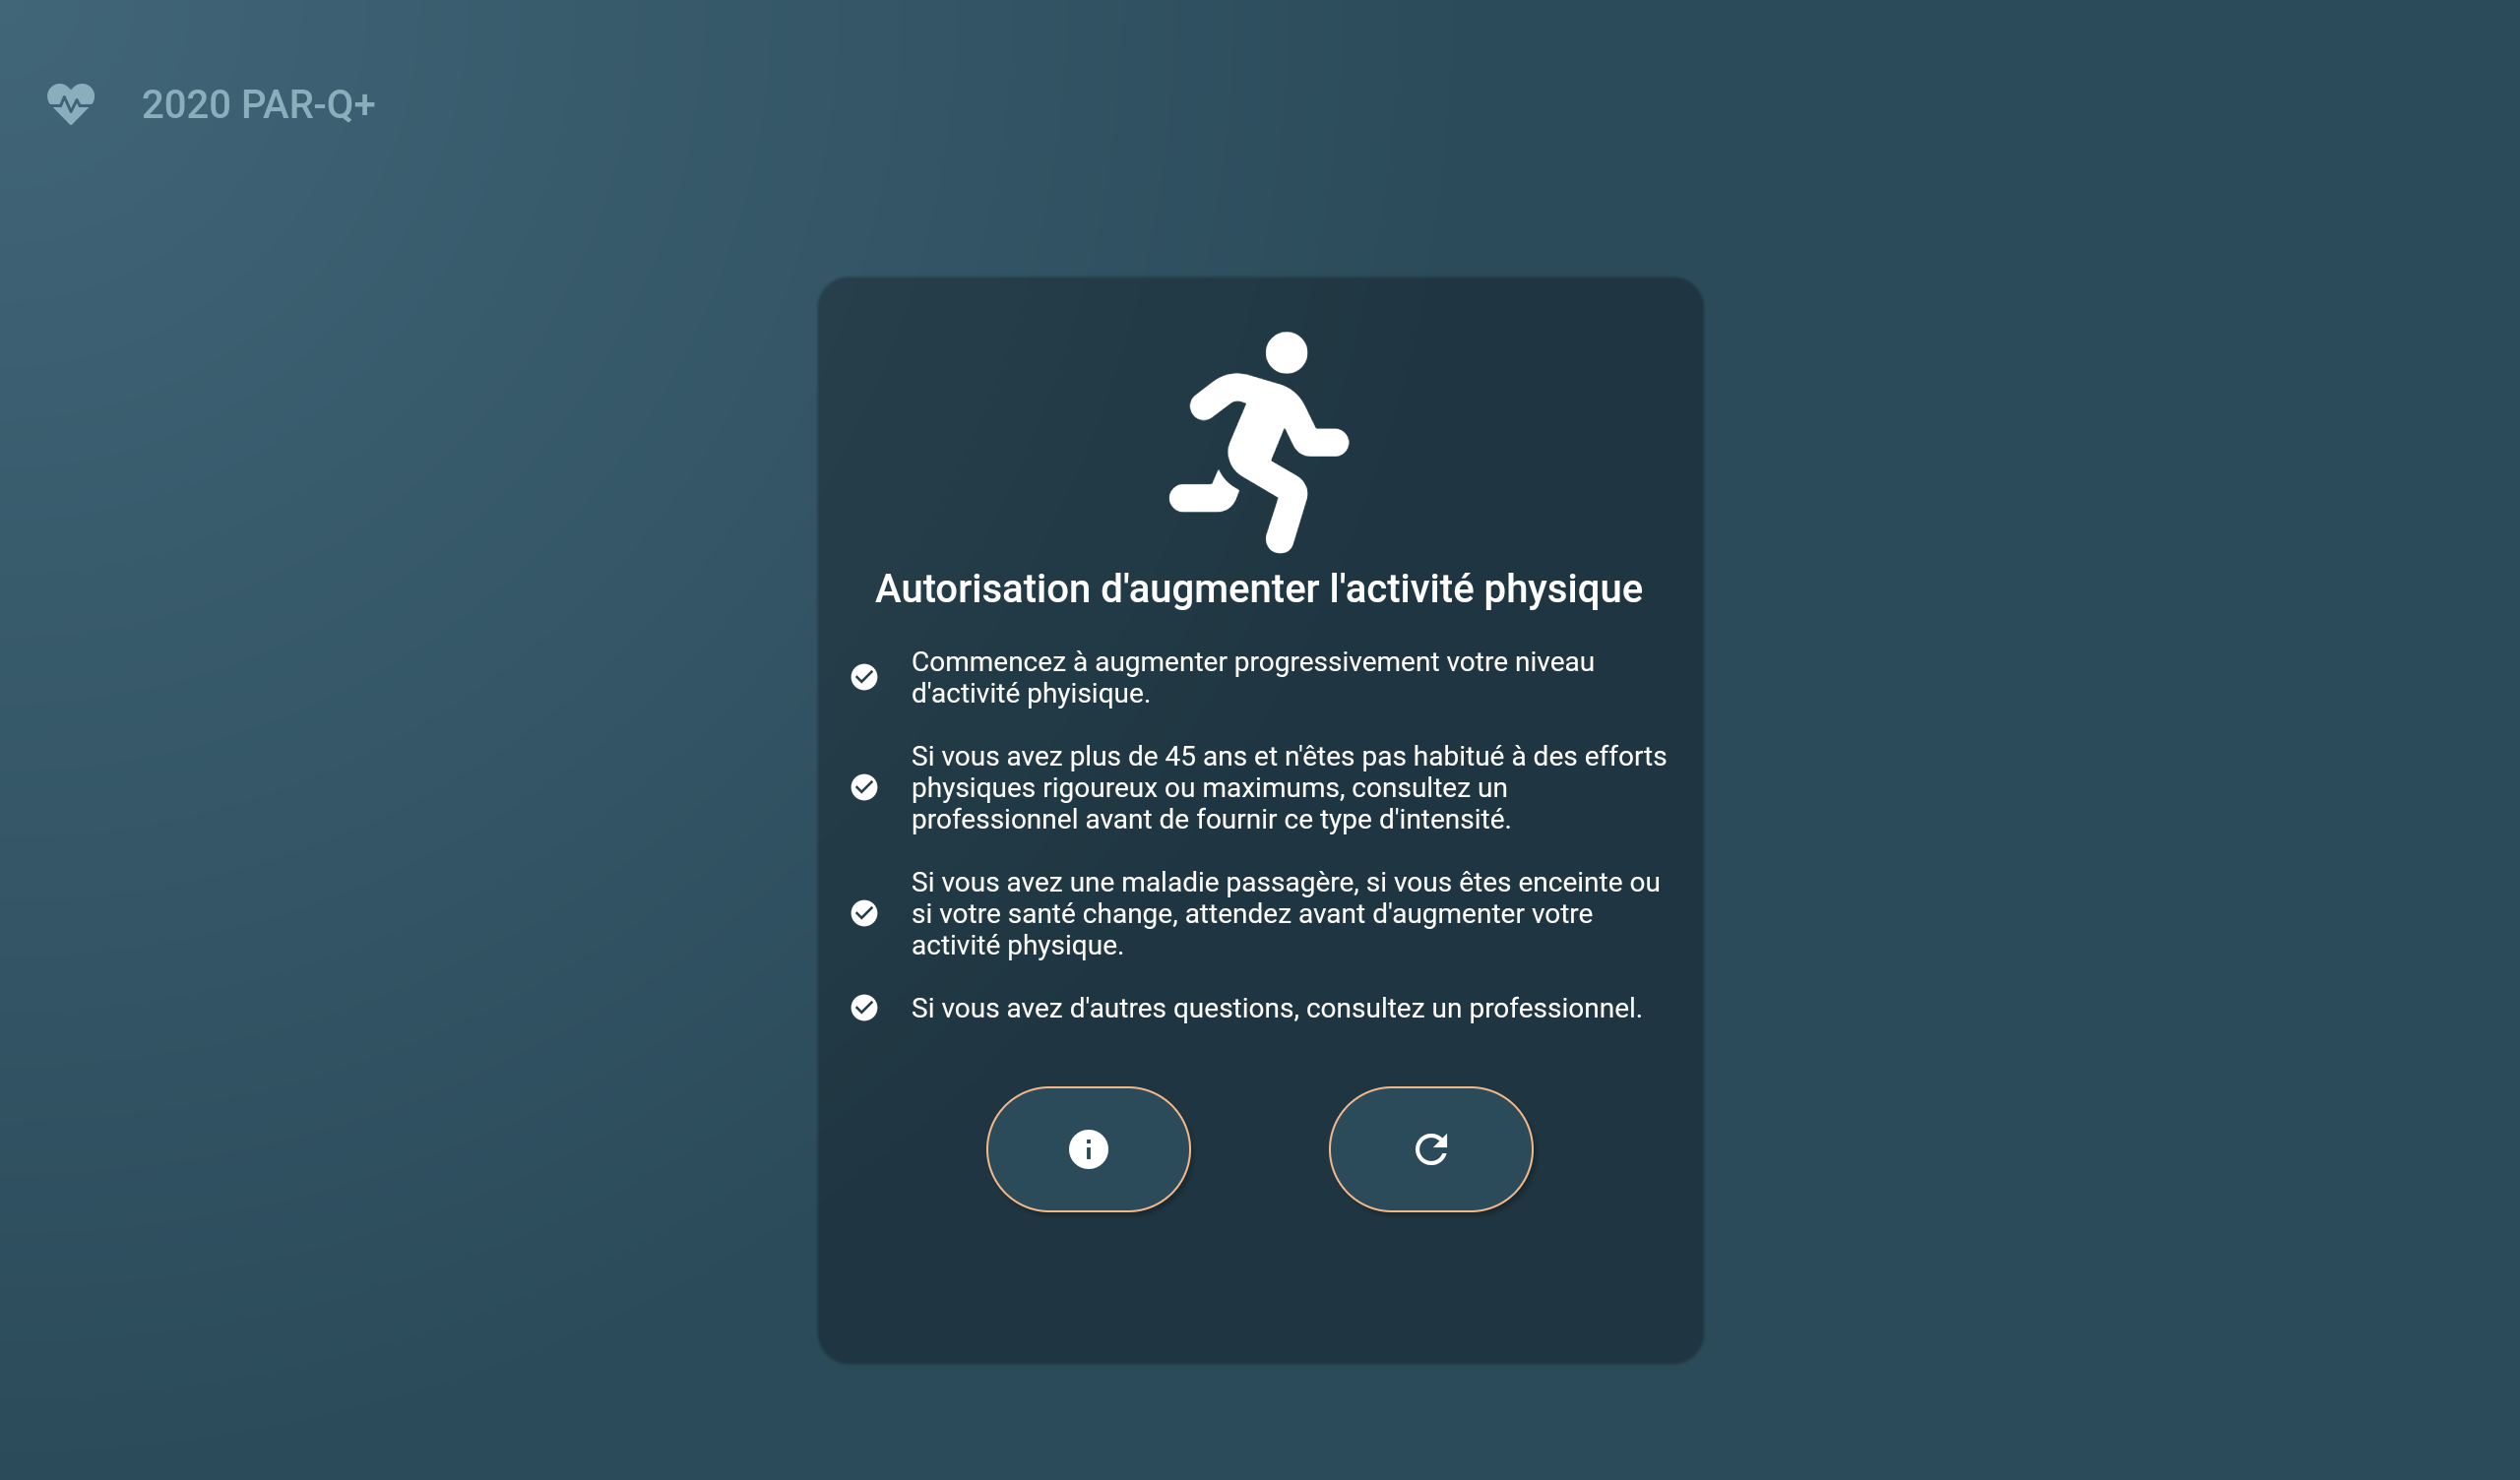 2020 PAR-Q+
Autorisation d'augmenter l'activité physique
Commencez à augmenter progressivement votre niveau
d'activité phyisique.
Si vous avez plus de 45 ans et n'êtes pas habitué à des efforts
physiques rigoureux ou maximums, consultez un
professionnel avant de fournir ce type d'intensité.
Si vous avez une maladie passagère, si vous êtes enceinte ou
si votre santé change, attendez avant d'augmenter votre
activité physique.
Si vous avez d'autres questions, consultez un professionnel.